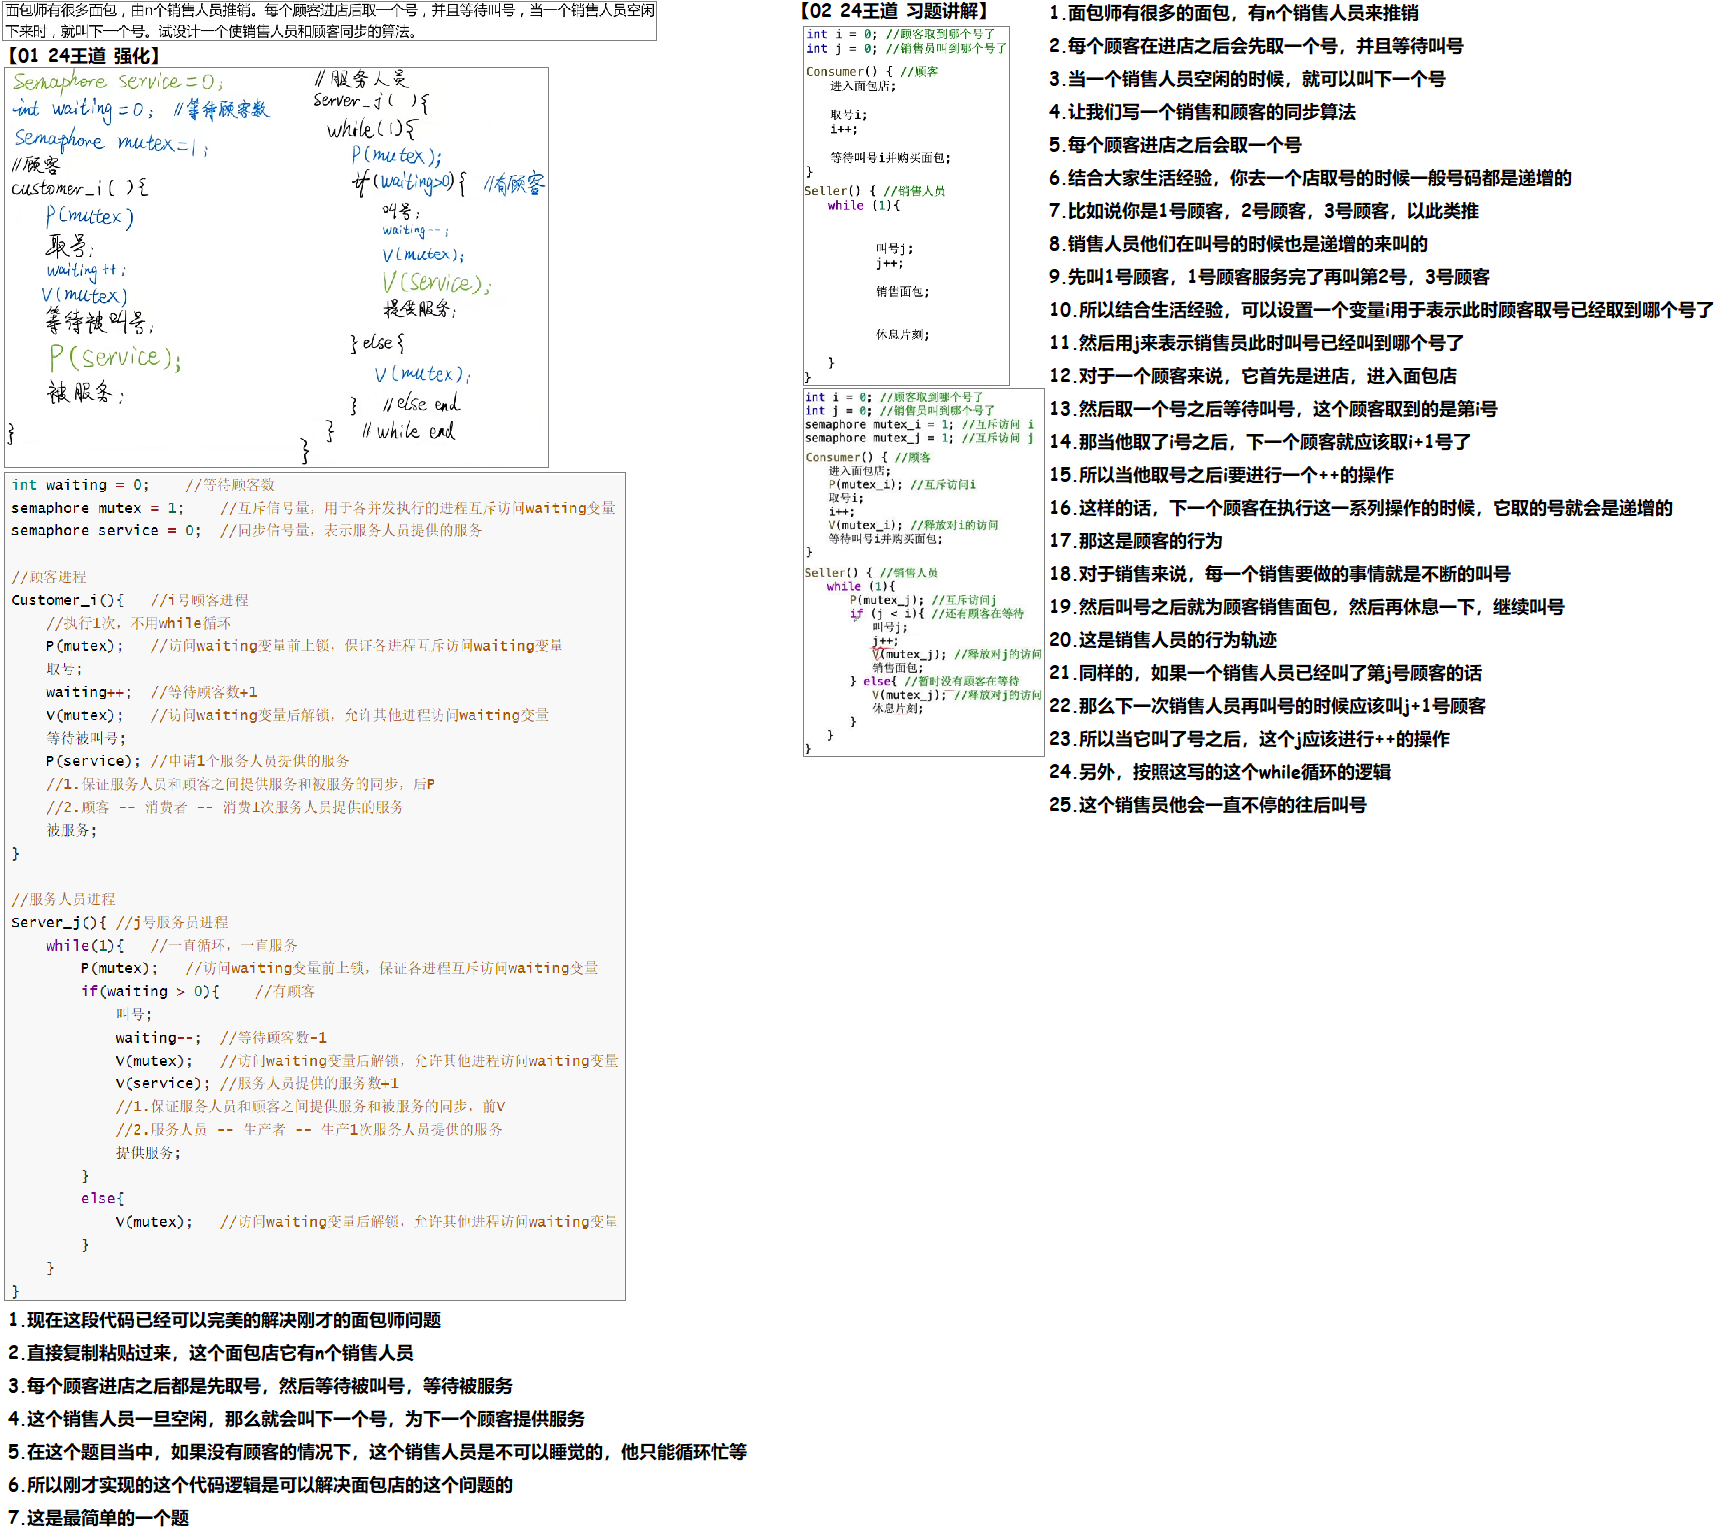 面包师有很多面包，由n个销售人员推销。每个顾客进店后取一个号，并且等待叫号，当一个销售人员空闲
下来时，就叫下一个号。试设计一个使销售人员和顾客同步的算法。
【01 24王道 强化】
Semaphore service=0;
int waiting=0; //等待顾客数
Semaphore mutex=1;
//顾客
customer_i( ){
P(mutex)
取号;
waiting++;
V(mutex)
等待被叫号;
P(service);
被服务;
}
//服务人员
server_j( ){
while(1){
P(mutex);
if(waiting>0){ //有顾客
叫号;
waiting--;
V(mutex);
V(service);
提供服务;
}else{
V(mutex);
} //else end
} //while end
}
int waiting = 0; //等待顾客数
semaphore mutex = 1; //互斥信号量，用于各并发执行的进程互斥访问waiting变量
semaphore service = 0; //同步信号量，表示服务人员提供的服务
//顾客进程
Customer_i(){ //i号顾客进程
//执行1次，不用while循环
P(mutex); //访问waiting变量前上锁，保证各进程互斥访问waiting变量
取号;
waiting++; //等待顾客数+1
V(mutex); //访问waiting变量后解锁，允许其他进程访问waiting变量
等待被叫号;
P(service); //申请1个服务人员提供的服务
//1.保证服务人员和顾客之间提供服务和被服务的同步，后P
//2.顾客 -- 消费者 -- 消费1次服务人员提供的服务
被服务;
}
//服务人员进程
Server_j(){ //j号服务员进程
while(1){ //一直循环，一直服务
P(mutex); //访问waiting变量前上锁，保证各进程互斥访问waiting变量
if(waiting > 0){ //有顾客
叫号;
waiting--; //等待顾客数-1
V(mutex); //访问waiting变量后解锁，允许其他进程访问waiting变量
V(service); //服务人员提供的服务数+1
//1.保证服务人员和顾客之间提供服务和被服务的同步，前V
//2.服务人员 -- 生产者 -- 生产1次服务人员提供的服务
提供服务;
}
else{
V(mutex); //访问waiting变量后解锁，允许其他进程访问waiting变量
}
}
}
1.现在这段代码已经可以完美的解决刚才的面包师问题
2.直接复制粘贴过来，这个面包店它有n个销售人员
3.每个顾客进店之后都是先取号，然后等待被叫号，等待被服务
4.这个销售人员一旦空闲，那么就会叫下一个号，为下一个顾客提供服务
5.在这个题目当中，如果没有顾客的情况下，这个销售人员是不可以睡觉的，他只能循环忙等
6.所以刚才实现的这个代码逻辑是可以解决面包店的这个问题的
7.这是最简单的一个题
【02 24王道 习题讲解】
int i = 0; //顾客取到哪个号了
int j = 0; //销售员叫到哪个号了
Consumer() { //顾客
进入面包店;
取号i;
i++;
等待叫号i并购买面包;
}
Seller() { //销售人员
while (1){
叫号j;
j++;
销售面包;
休息片刻;
}
}
int i = 0; //顾客取到哪个号了
int j = 0; //销售员叫到哪个号了
semaphore mutex_i = 1; //互斥访问 i
semaphore mutex_j = 1; //互斥访问 j
Consumer() { //顾客
进入面包店;
P(mutex_i); //互斥访问i
取号i;
i++;
V(mutex_i); //释放对i的访问
等待叫号i并购买面包;
}
Seller() { //销售人员
while (1){
P(mutex_j); //互斥访问j
if (j < i){ //还有顾客在等待
叫号j;
j++;
V(mutex_j); //释放对j的访问
销售面包;
} else{ //暂时没有顾客在等待
V(mutex_j); //释放对j的访问
休息片刻;
}
}
}
1.面包师有很多的面包，有n个销售人员来推销
2.每个顾客在进店之后会先取一个号，并且等待叫号
3.当一个销售人员空闲的时候，就可以叫下一个号
4.让我们写一个销售和顾客的同步算法
5.每个顾客进店之后会取一个号
6.结合大家生活经验，你去一个店取号的时候一般号码都是递增的
7.比如说你是1号顾客，2号顾客，3号顾客，以此类推
8.销售人员他们在叫号的时候也是递增的来叫的
9.先叫1号顾客，1号顾客服务完了再叫第2号，3号顾客
10.所以结合生活经验，可以设置一个变量i用于表示此时顾客取号已经取到哪个号了
11.然后用j来表示销售员此时叫号已经叫到哪个号了
12.对于一个顾客来说，它首先是进店，进入面包店
13.然后取一个号之后等待叫号，这个顾客取到的是第i号
14.那当他取了i号之后，下一个顾客就应该取i+1号了
15.所以当他取号之后i要进行一个++的操作
16.这样的话，下一个顾客在执行这一系列操作的时候，它取的号就会是递增的
17.那这是顾客的行为
18.对于销售来说，每一个销售要做的事情就是不断的叫号
19.然后叫号之后就为顾客销售面包，然后再休息一下，继续叫号
20.这是销售人员的行为轨迹
21.同样的，如果一个销售人员已经叫了第j号顾客的话
22.那么下一次销售人员再叫号的时候应该叫j+1号顾客
23.所以当它叫了号之后，这个j应该进行++的操作
24.另外，按照这写的这个while循环的逻辑
25.这个销售员他会一直不停的往后叫号